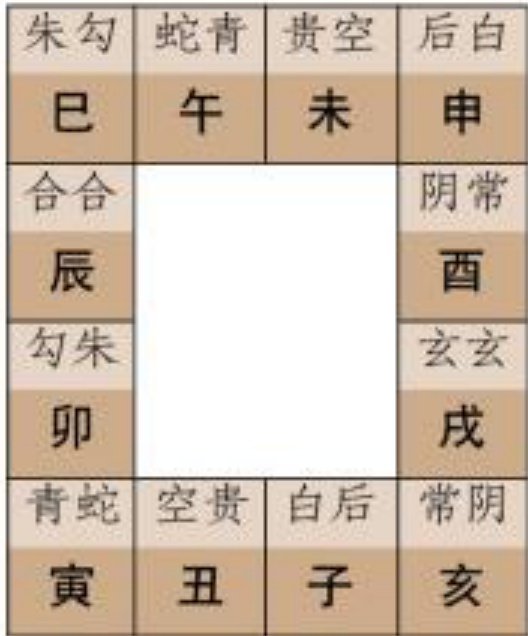 朱勾 蛇青 贵空 后白
巳 午 未 申
合合 阴常
辰 酉
勾朱 玄玄
卯 戌
青蛇 空贵 白后 常阴
寅 丑 子 亥